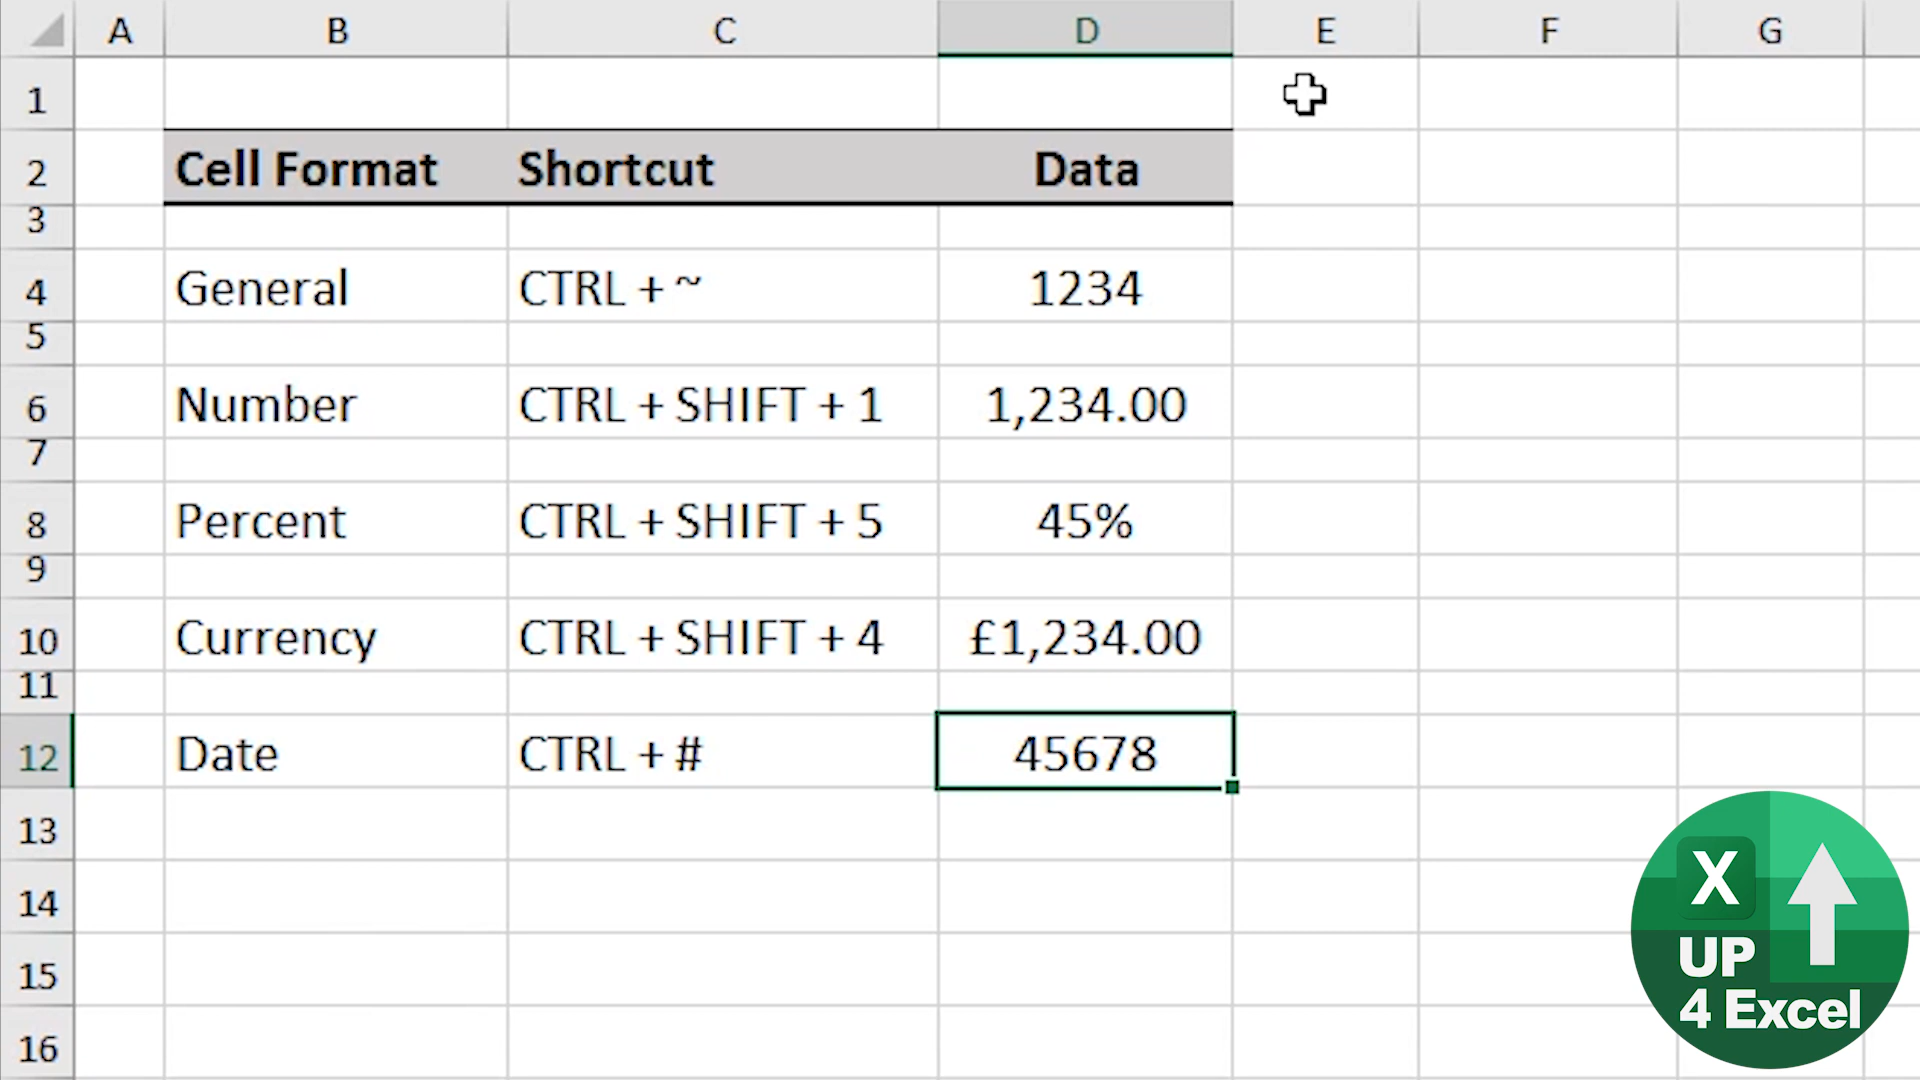 A B C D E F G
1
2 Cell Format Shortcut Data
3
4 General CTRL + ~ 1234
5
6 Number CTRL + SHIFT + 1 1,234.00
7
8 Percent CTRL + SHIFT + 5 45%
9
10 Currency CTRL + SHIFT + 4 £1,234.00
11
12 Date CTRL + # 45678
13
14
15
16
X
UP
4 Excel